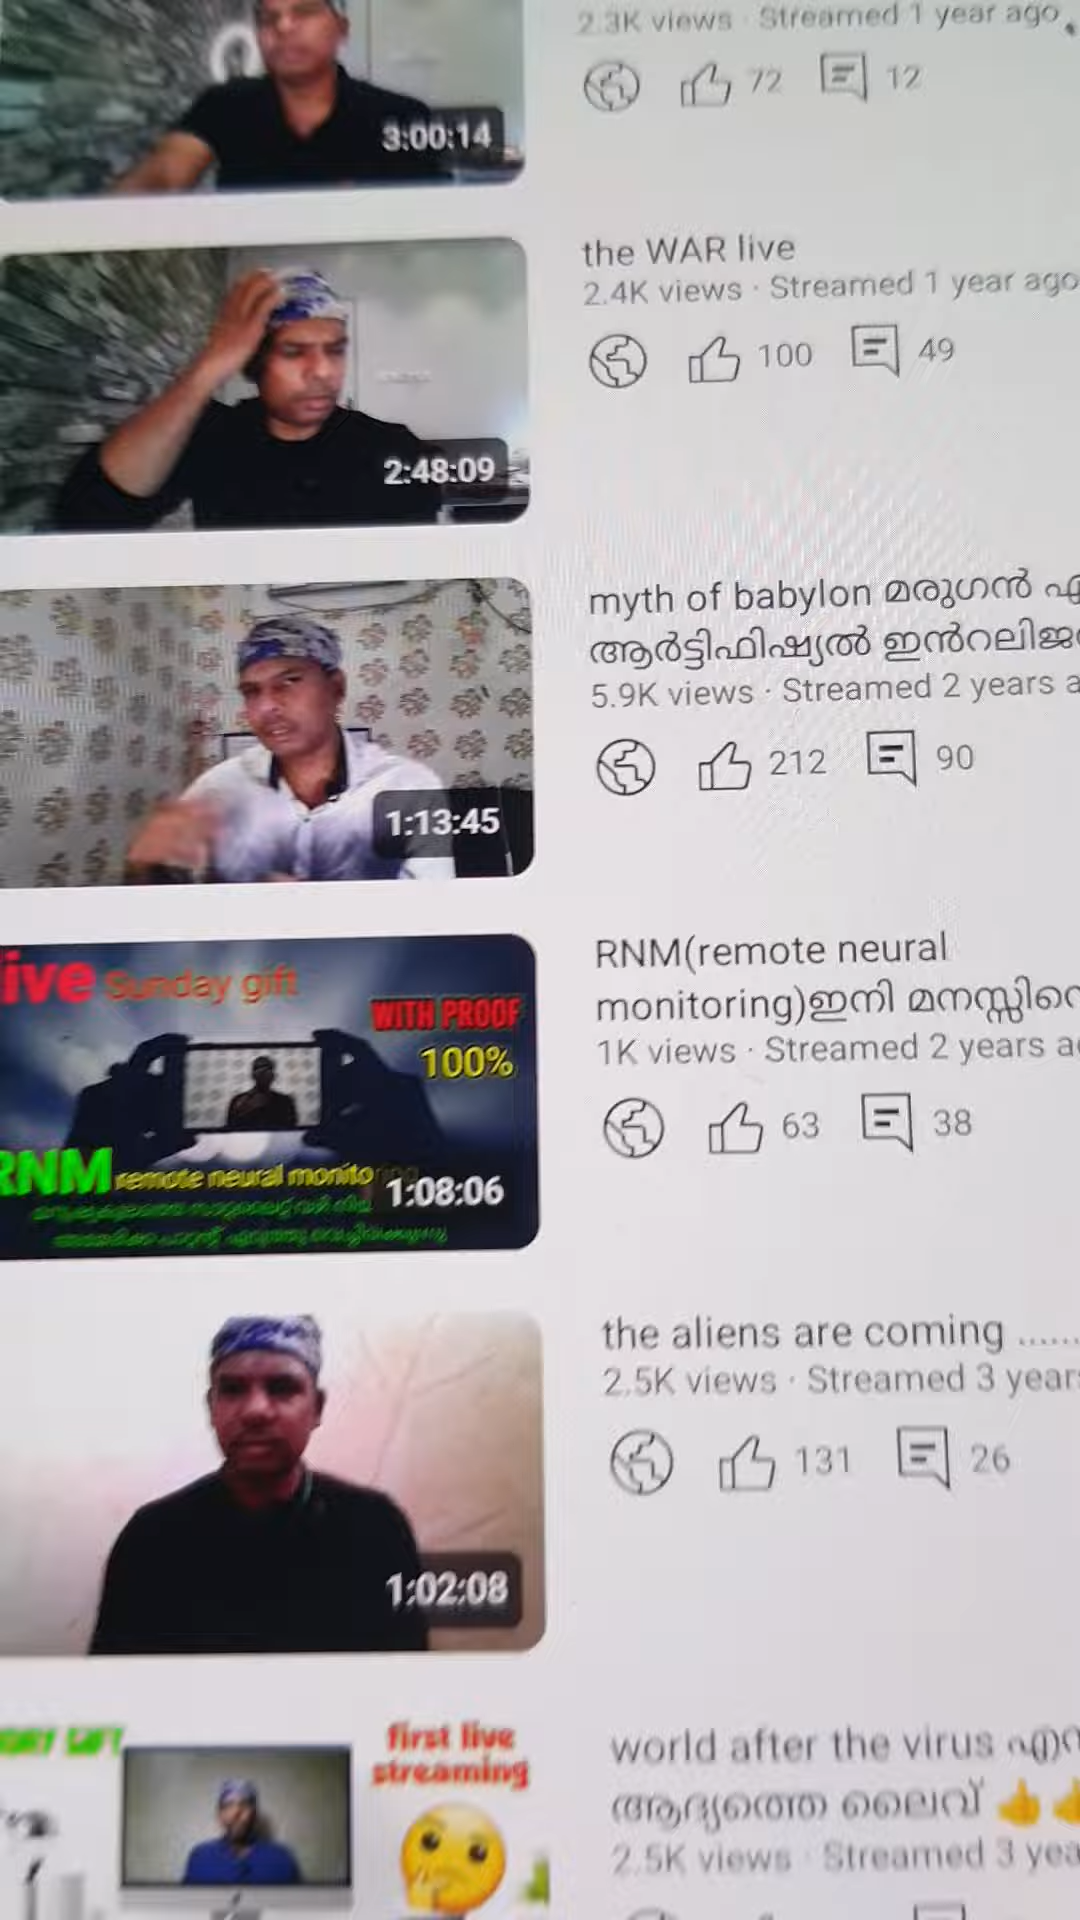 2.3K views · Streamed 1 year ago
72 12
3:00:14
the WAR live
2.4K views · Streamed 1 year ago
100 49
2:48:09
myth of babylon മരുഗൻ
ആർട്ടിഫിഷ്യൽ
5.9K views · Streamed 2 years
212 90
1:13:45
RNM(remote neural
monitoring)ഇനി
1K views · Streamed 2 years
63 38
ive Sunday gift
WITH PROOF
100%
RNM remote neural monito
1:08:06
the aliens are coming ......
2.5K views · Streamed 3 year
131 26
1:02:08
first live
streaming
world after the virus
ആദ്യത്തെ ലൈവ് 👍
2.5K views · Streamed 3 yea